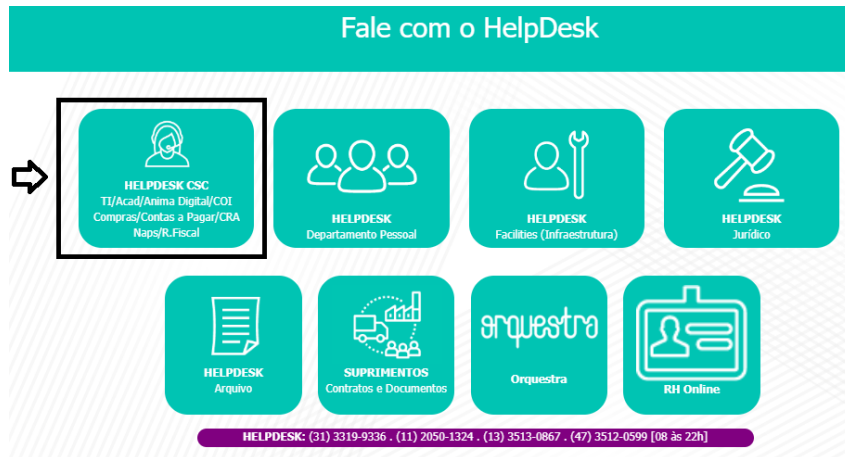 Fale com o HelpDesk
HELPDESK CSC
TI/Acad/Anima Digital/COI
Compras/Contas a Pagar/CRA
Naps/R.Fiscal
HELPDESK
Departamento Pessoal
HELPDESK
Facilities (Infraestrutura)
HELPDESK
Jurídico
HELPDESK
Arquivo
SUPRIMENTOS
Contratos e Documentos
orquestra
Orquestra
RH Online
HELPDESK: (31) 3319-9336 . (11) 2050-1324 . (13) 3513-0867 . (47) 3512-0599 [08 às 22h]